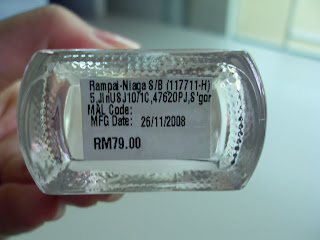 Rampai-Niaga S/B (117711-H)
5,JlnUSJ10/1C,47620PJ,S'gor
MAL Code:
MFG Date: 26/11/2008
RM79.00